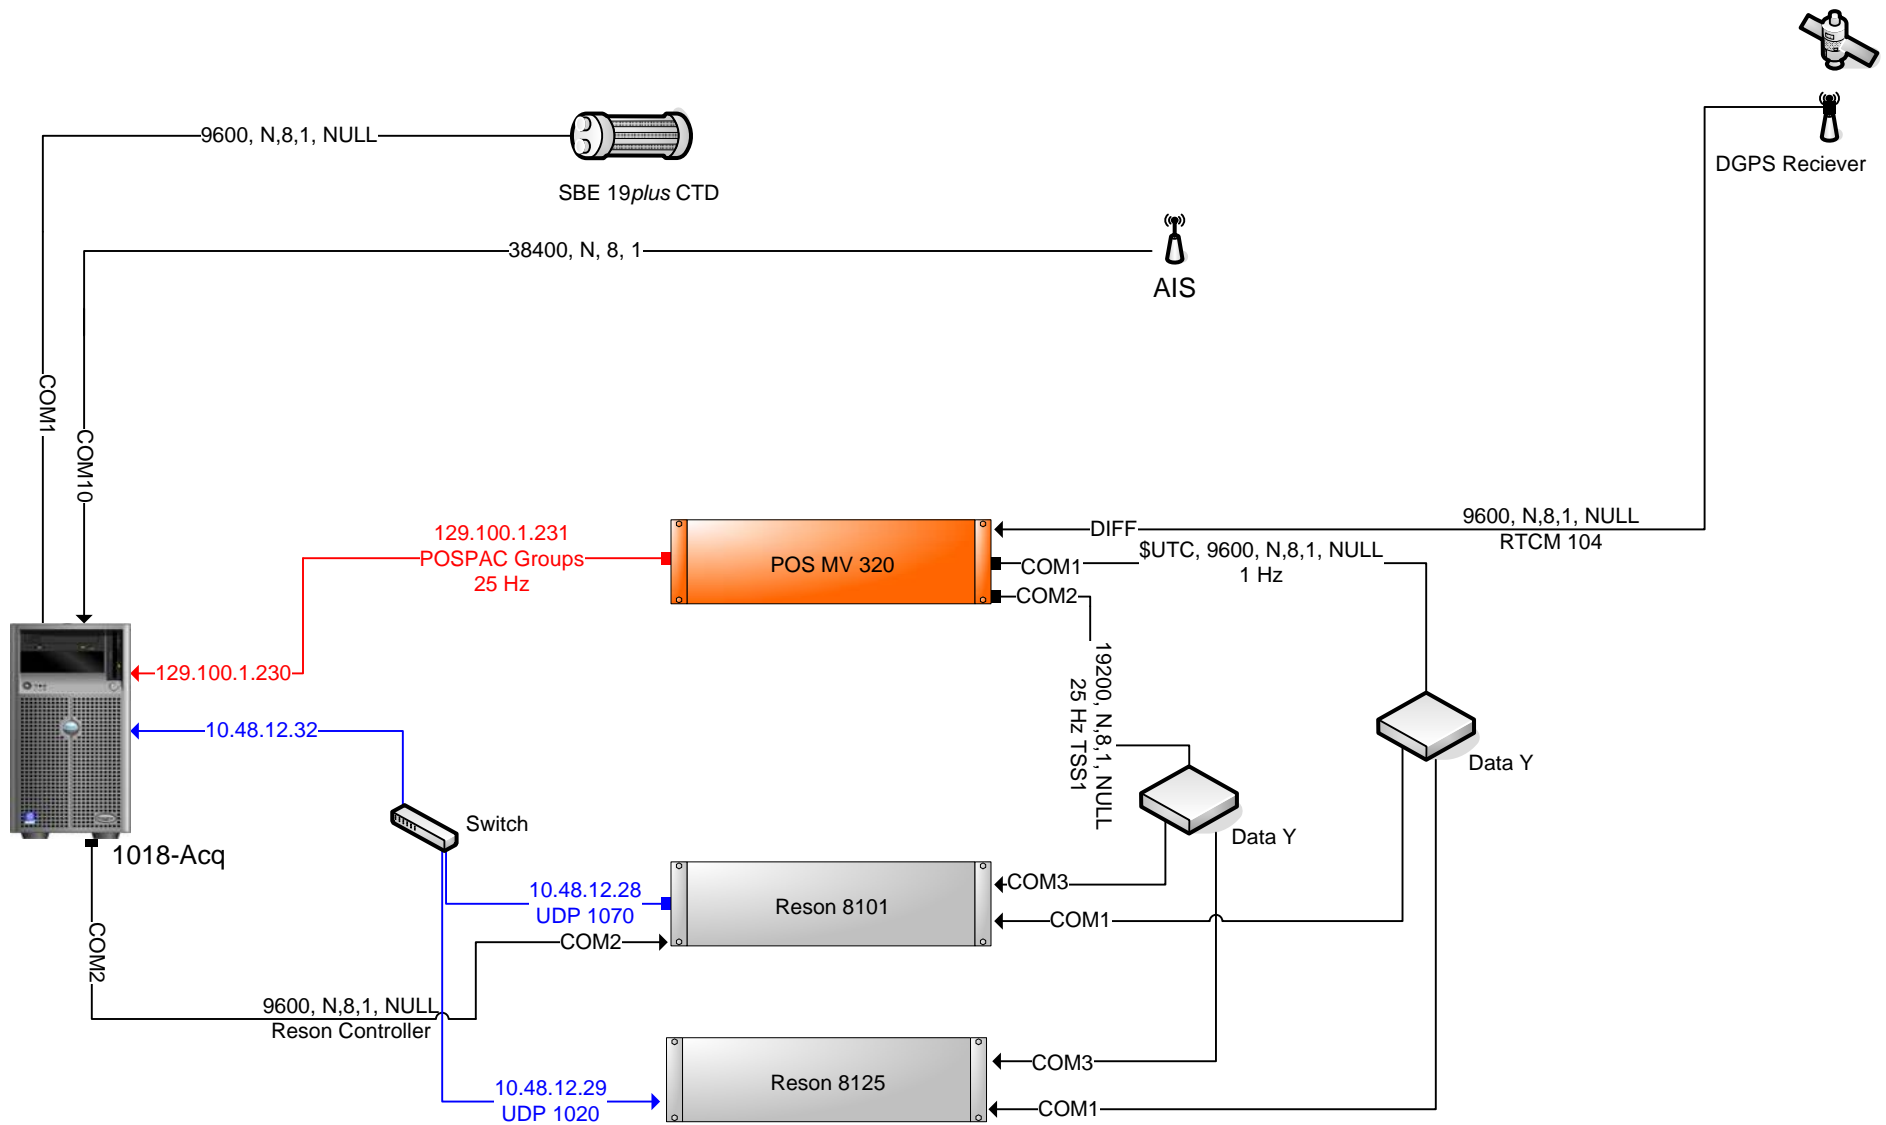 DGPS Reciever
9600, N,8,1, NULL
SBE 19plus CTD
38400, N, 8, 1
AIS
COM1
COM10
129.100.1.231
POSPAC Groups
25 Hz
POS MV 320
DIFF
9600, N,8,1, NULL
RTCM 104
COM1
$UTC, 9600, N,8,1, NULL
1 Hz
COM2
19200, N,8,1, NULL
25 Hz TSS1
129.100.1.230
10.48.12.32
Data Y
Switch
Data Y
1018-Acq
10.48.12.28
UDP 1070
Reson 8101
COM3
COM1
COM2
COM2
9600, N,8,1, NULL
Reson Controller
10.48.12.29
UDP 1020
Reson 8125
COM3
COM1